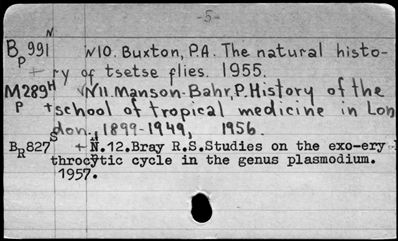 -5-
N
Bp991 N10. Buxton, P.A. The natural histo-
+ ry of tsetse flies. 1955.
M289H √N11. Manson-Bahr, P. History of the
P + school of tropical medicine in Lon
don, 1899-1949, 1956.
S
BR827 + N.12.Bray R.S.Studies on the exo-ery
throcytic cycle in the genus plasmodium.
1957.